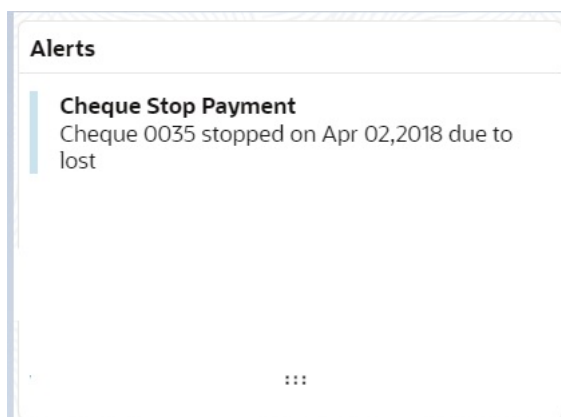 Alerts
Cheque Stop Payment
Cheque 0035 stopped on Apr 02,2018 due to
lost